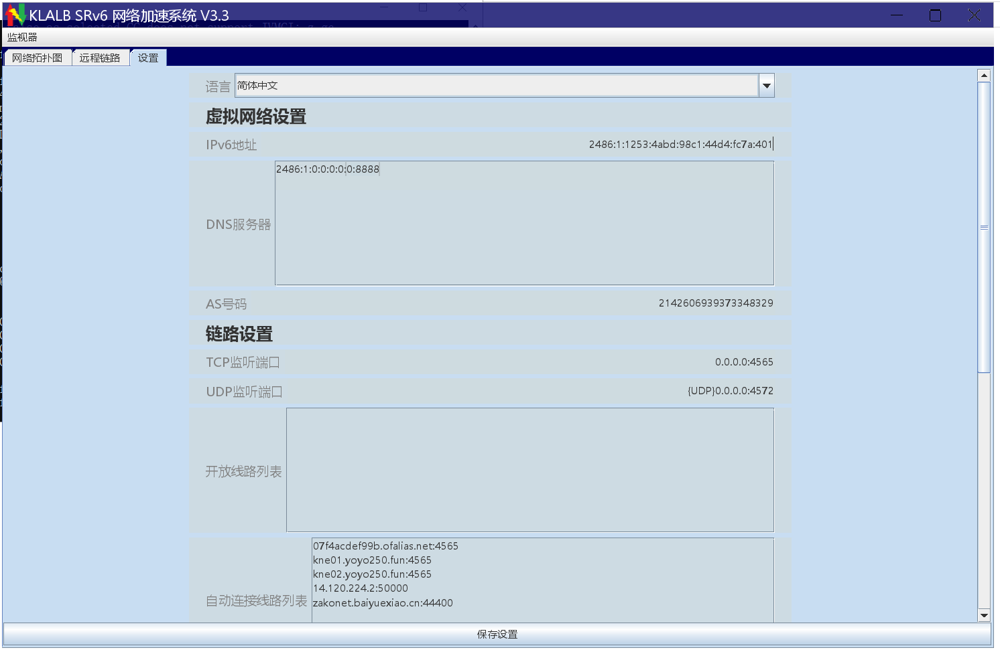 KLALB SRv6 网络加速系统 V3.3
监视器
网络拓扑图 远程链路 设置
语言 简体中文
虚拟网络设置
IPv6地址 2486:1:1253:4abd:98c1:44d4:fc7a:401
2486:1:0:0:0:0:0:8888
DNS服务器
AS号码 2142606939373348329
链路设置
TCP监听端口 0.0.0.0:4565
UDP监听端口 {UDP}0.0.0.0:4572
开放线路列表
07f4acdef99b.ofalias.net:4565
kne01.yoyo250.fun:4565
kne02.yoyo250.fun:4565
14.120.224.2:50000
自动连接线路列表 zakonet.baiyuexiao.cn:44400
保存设置